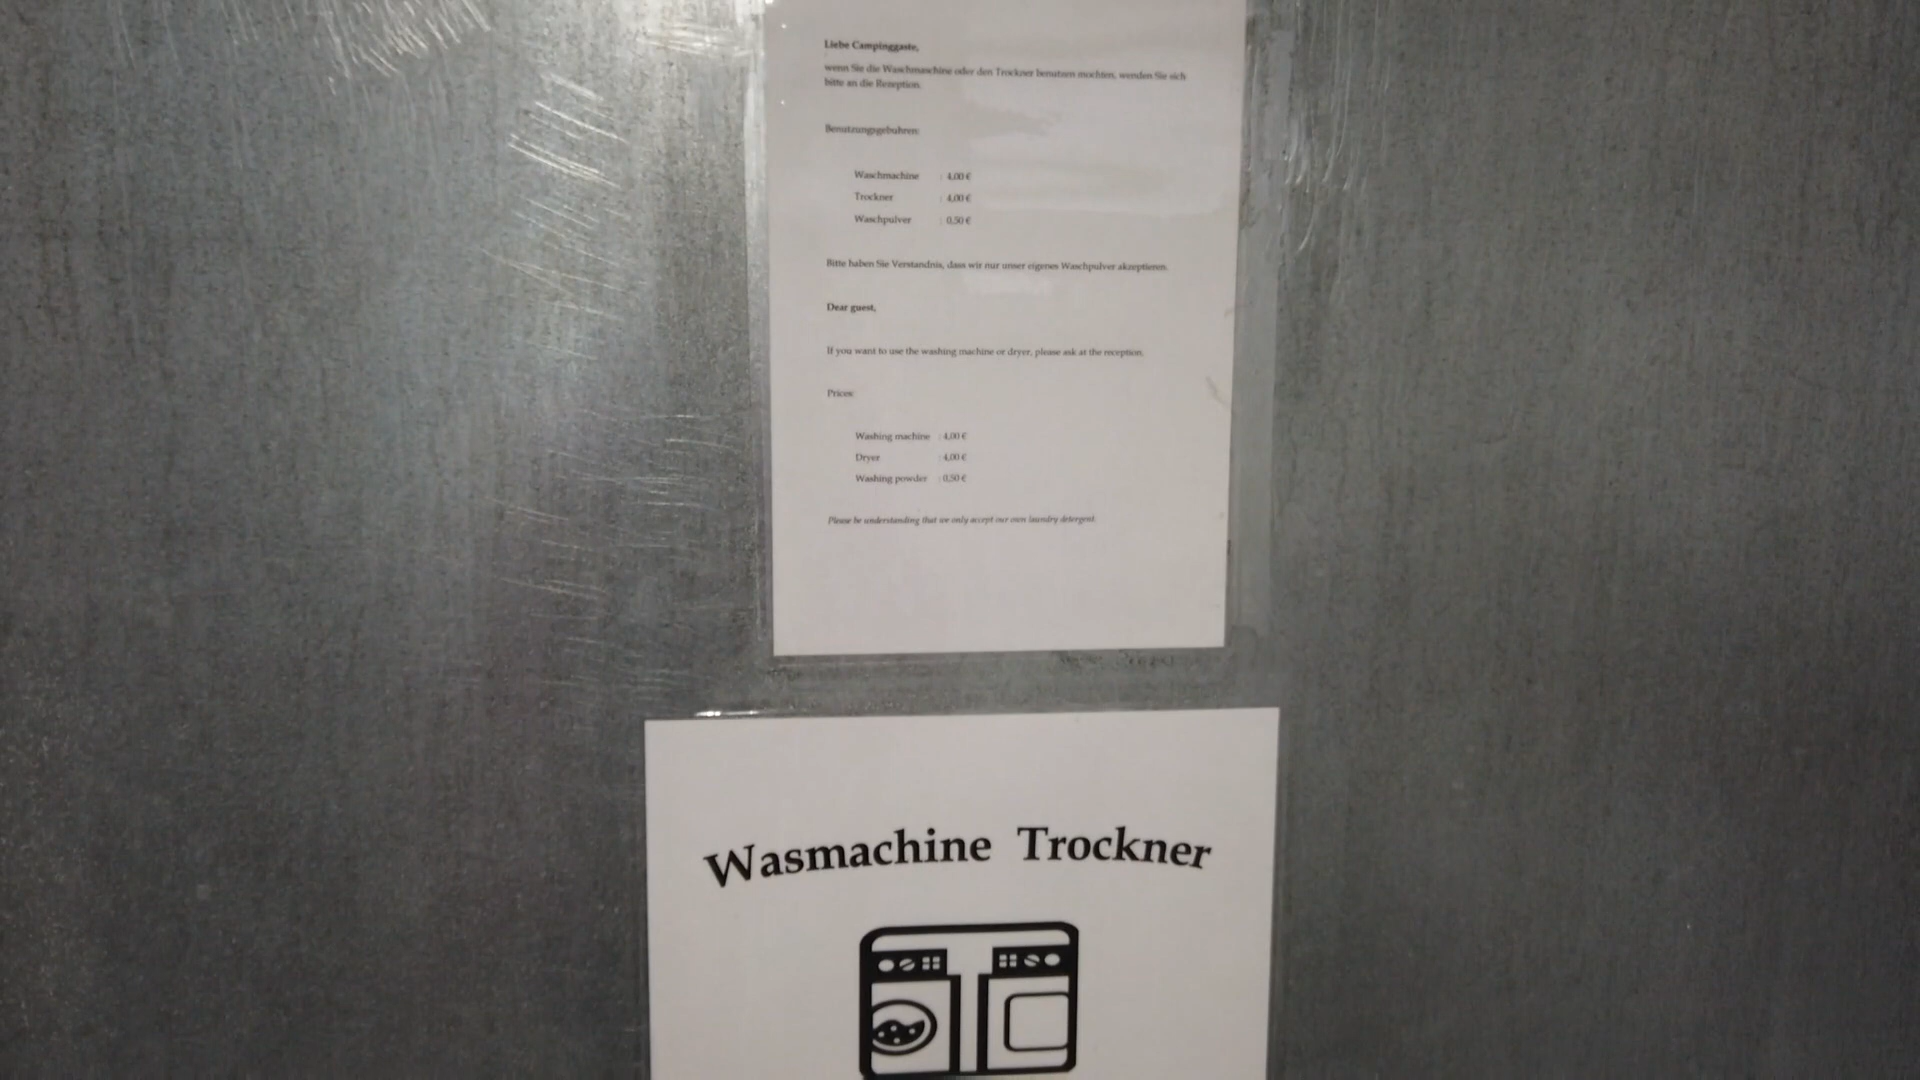 Liebe Campinggaste,
wenn Sie die Waschmaschine oder den Trockner benutzen mochten, wenden Sie sich
bitte an die Rezeption.
Benutzungsgebuhren:
Waschmachine : 4,00 €
Trockner : 4,00 €
Waschpulver : 0,50 €
Bitte haben Sie Verstandnis, dass wir nur unser eigenes Waschpulver akzeptieren.
Dear guest,
If you want to use the washing machine or dryer, please ask at the reception.
Prices:
Washing machine : 4,00 €
Dryer : 4,00 €
Washing powder : 0,50 €
Please be understanding that we only accept our own laundry detergent.
Wasmachine Trockner